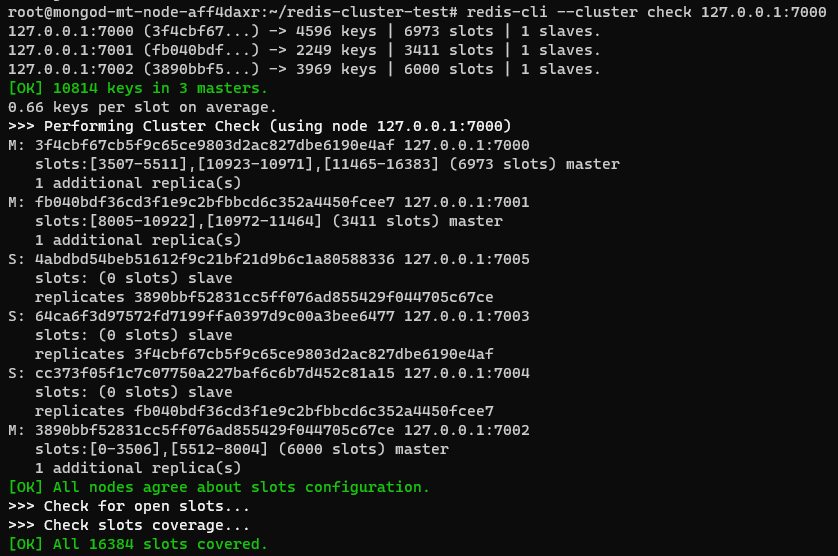 root@mongod-mt-node-aff4daxr:~/redis-cluster-test# redis-cli --cluster check 127.0.0.1:7000
127.0.0.1:7000 (3f4cbf67...) -> 4596 keys | 6973 slots | 1 slaves.
127.0.0.1:7001 (fb040bdf...) -> 2249 keys | 3411 slots | 1 slaves.
127.0.0.1:7002 (3890bbf5...) -> 3969 keys | 6000 slots | 1 slaves.
[OK] 10814 keys in 3 masters.
0.66 keys per slot on average.
>>> Performing Cluster Check (using node 127.0.0.1:7000)
M: 3f4cbf67cb5f9c65ce9803d2ac827dbe6190e4af 127.0.0.1:7000
   slots:[3507-5511],[10923-10971],[11465-16383] (6973 slots) master
   1 additional replica(s)
M: fb040bdf36cd3f1e9c2bfbbcd6c352a4450fcee7 127.0.0.1:7001
   slots:[8005-10922],[10972-11464] (3411 slots) master
   1 additional replica(s)
S: 4abdbd54beb51612f9c21bf21d9b6c1a80588336 127.0.0.1:7005
   slots: (0 slots) slave
   replicates 3890bbf52831cc5ff076ad855429f044705c67ce
S: 64ca6f3d97572fd7199ffa0397d9c00a3bee6477 127.0.0.1:7003
   slots: (0 slots) slave
   replicates 3f4cbf67cb5f9c65ce9803d2ac827dbe6190e4af
S: cc373f05f1c7c07750a227baf6c6b7d452c81a15 127.0.0.1:7004
   slots: (0 slots) slave
   replicates fb040bdf36cd3f1e9c2bfbbcd6c352a4450fcee7
M: 3890bbf52831cc5ff076ad855429f044705c67ce 127.0.0.1:7002
   slots:[0-3506],[5512-8004] (6000 slots) master
   1 additional replica(s)
[OK] All nodes agree about slots configuration.
>>> Check for open slots...
>>> Check slots coverage...
[OK] All 16384 slots covered.